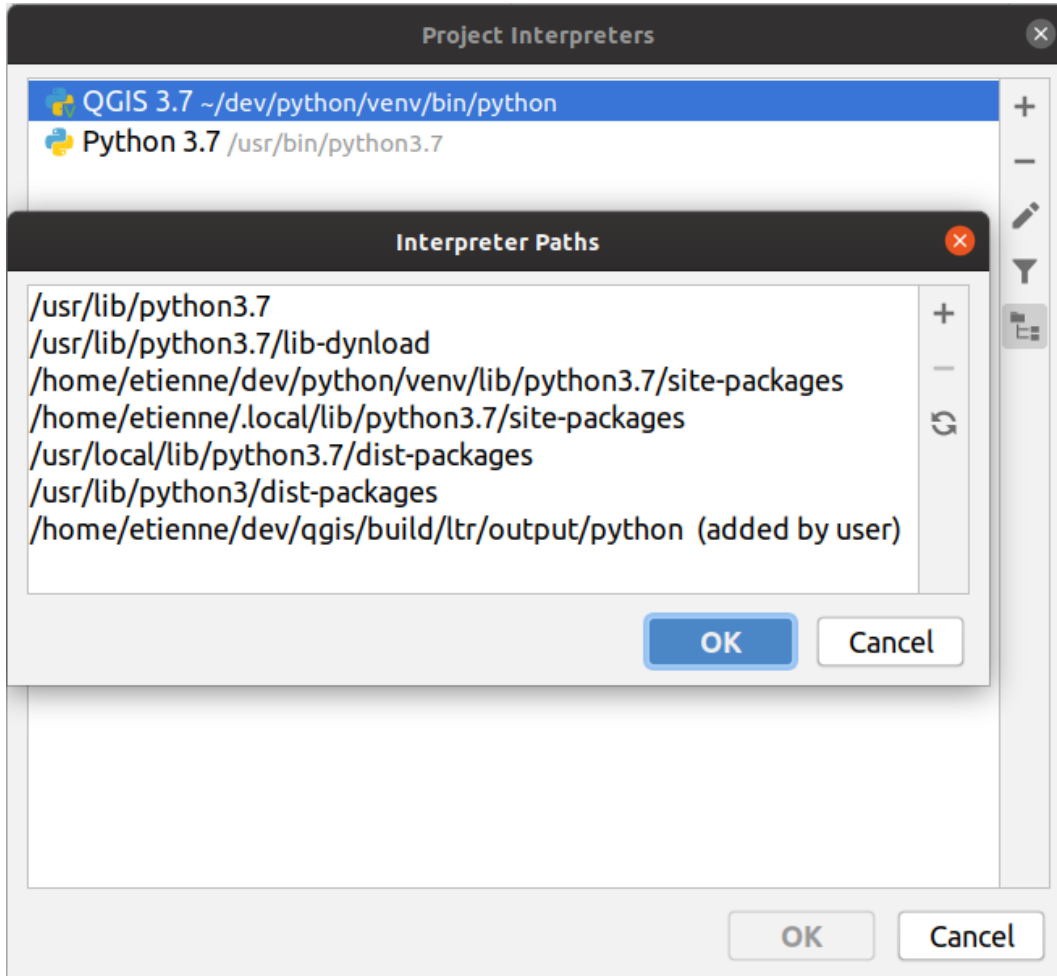 Project Interpreters
QGIS 3.7 ~/dev/python/venv/bin/python
Python 3.7 /usr/bin/python3.7
Interpreter Paths
/usr/lib/python3.7
/usr/lib/python3.7/lib-dynload
/home/etienne/dev/python/venv/lib/python3.7/site-packages
/home/etienne/.local/lib/python3.7/site-packages
/usr/local/lib/python3.7/dist-packages
/usr/lib/python3/dist-packages
/home/etienne/dev/qgis/build/ltr/output/python (added by user)
OK Cancel
OK Cancel